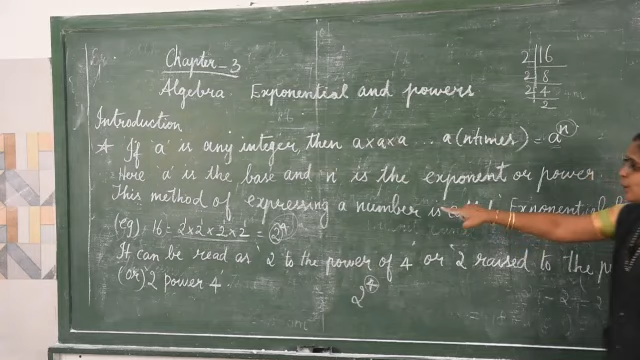 Eg:
Chapter-3
Algebra Exponential and powers
2 | 16
2 | 8
2 | 4
2
Introduction
If 'a' is any integer, then a x a x a ... a (n times) = a^n
Here 'a' is the base and 'n' is the exponent or power.
This method of expressing a number is Exponential
(eg) 16 = 2 x 2 x 2 x 2 = 2^4
It can be read as 2 to the power of 4 or 2 raised to the
(or) 2 power 4.
2^4